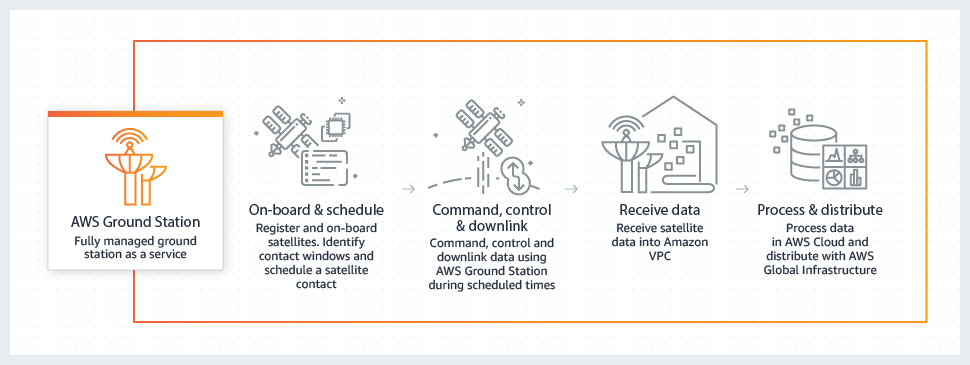 AWS Ground Station
Fully managed ground
station as a service
On-board & schedule
Register and on-board
satellites. Identify
contact windows and
schedule a satellite
contact
Command, control
& downlink
Command, control and
downlink data using
AWS Ground Station
during scheduled times
Receive data
Receive satellite
data into Amazon
VPC
Process & distribute
Process data
in AWS Cloud and
distribute with AWS
Global Infrastructure